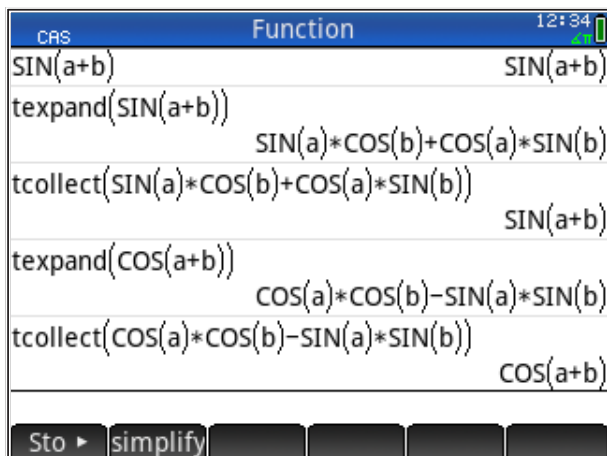 CAS Function 12:34
∡π
SIN(a+b) SIN(a+b)
texpand(SIN(a+b))
SIN(a)*COS(b)+COS(a)*SIN(b)
tcollect(SIN(a)*COS(b)+COS(a)*SIN(b))
SIN(a+b)
texpand(COS(a+b))
COS(a)*COS(b)−SIN(a)*SIN(b)
tcollect(COS(a)*COS(b)−SIN(a)*SIN(b))
COS(a+b)
Sto ► simplify